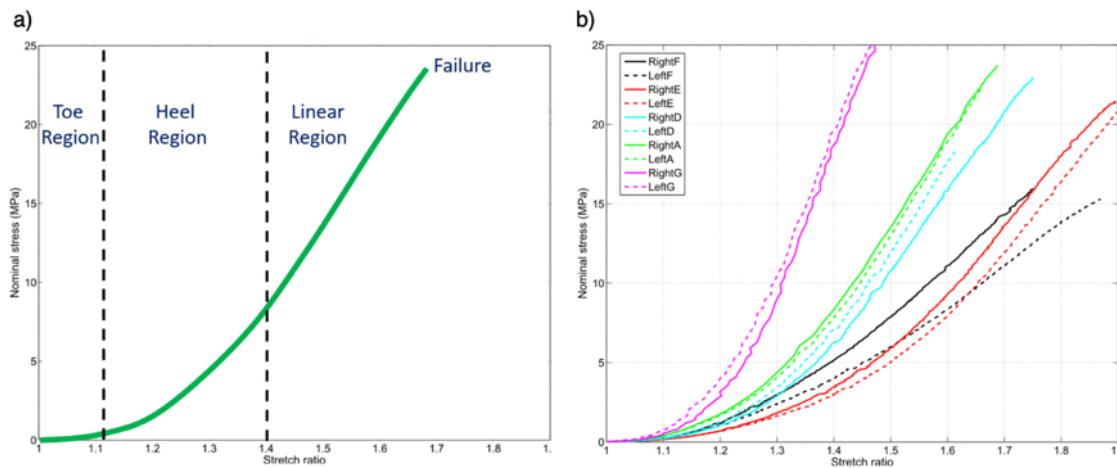 a)
25
20
15
10
5
0
Nominal stress (MPa)
Toe
Region
Heel
Region
Linear
Region
Failure
1 1.1 1.2 1.3 1.4 1.5 1.6 1.7 1.8 1.
Stretch ratio
b)
25
20
15
10
5
0
Nominal stress (MPa)
RightF
LeftF
RightE
LeftE
RightD
LeftD
RightA
LeftA
RightG
LeftG
1 1.1 1.2 1.3 1.4 1.5 1.6 1.7 1.8 1.
Stretch ratio